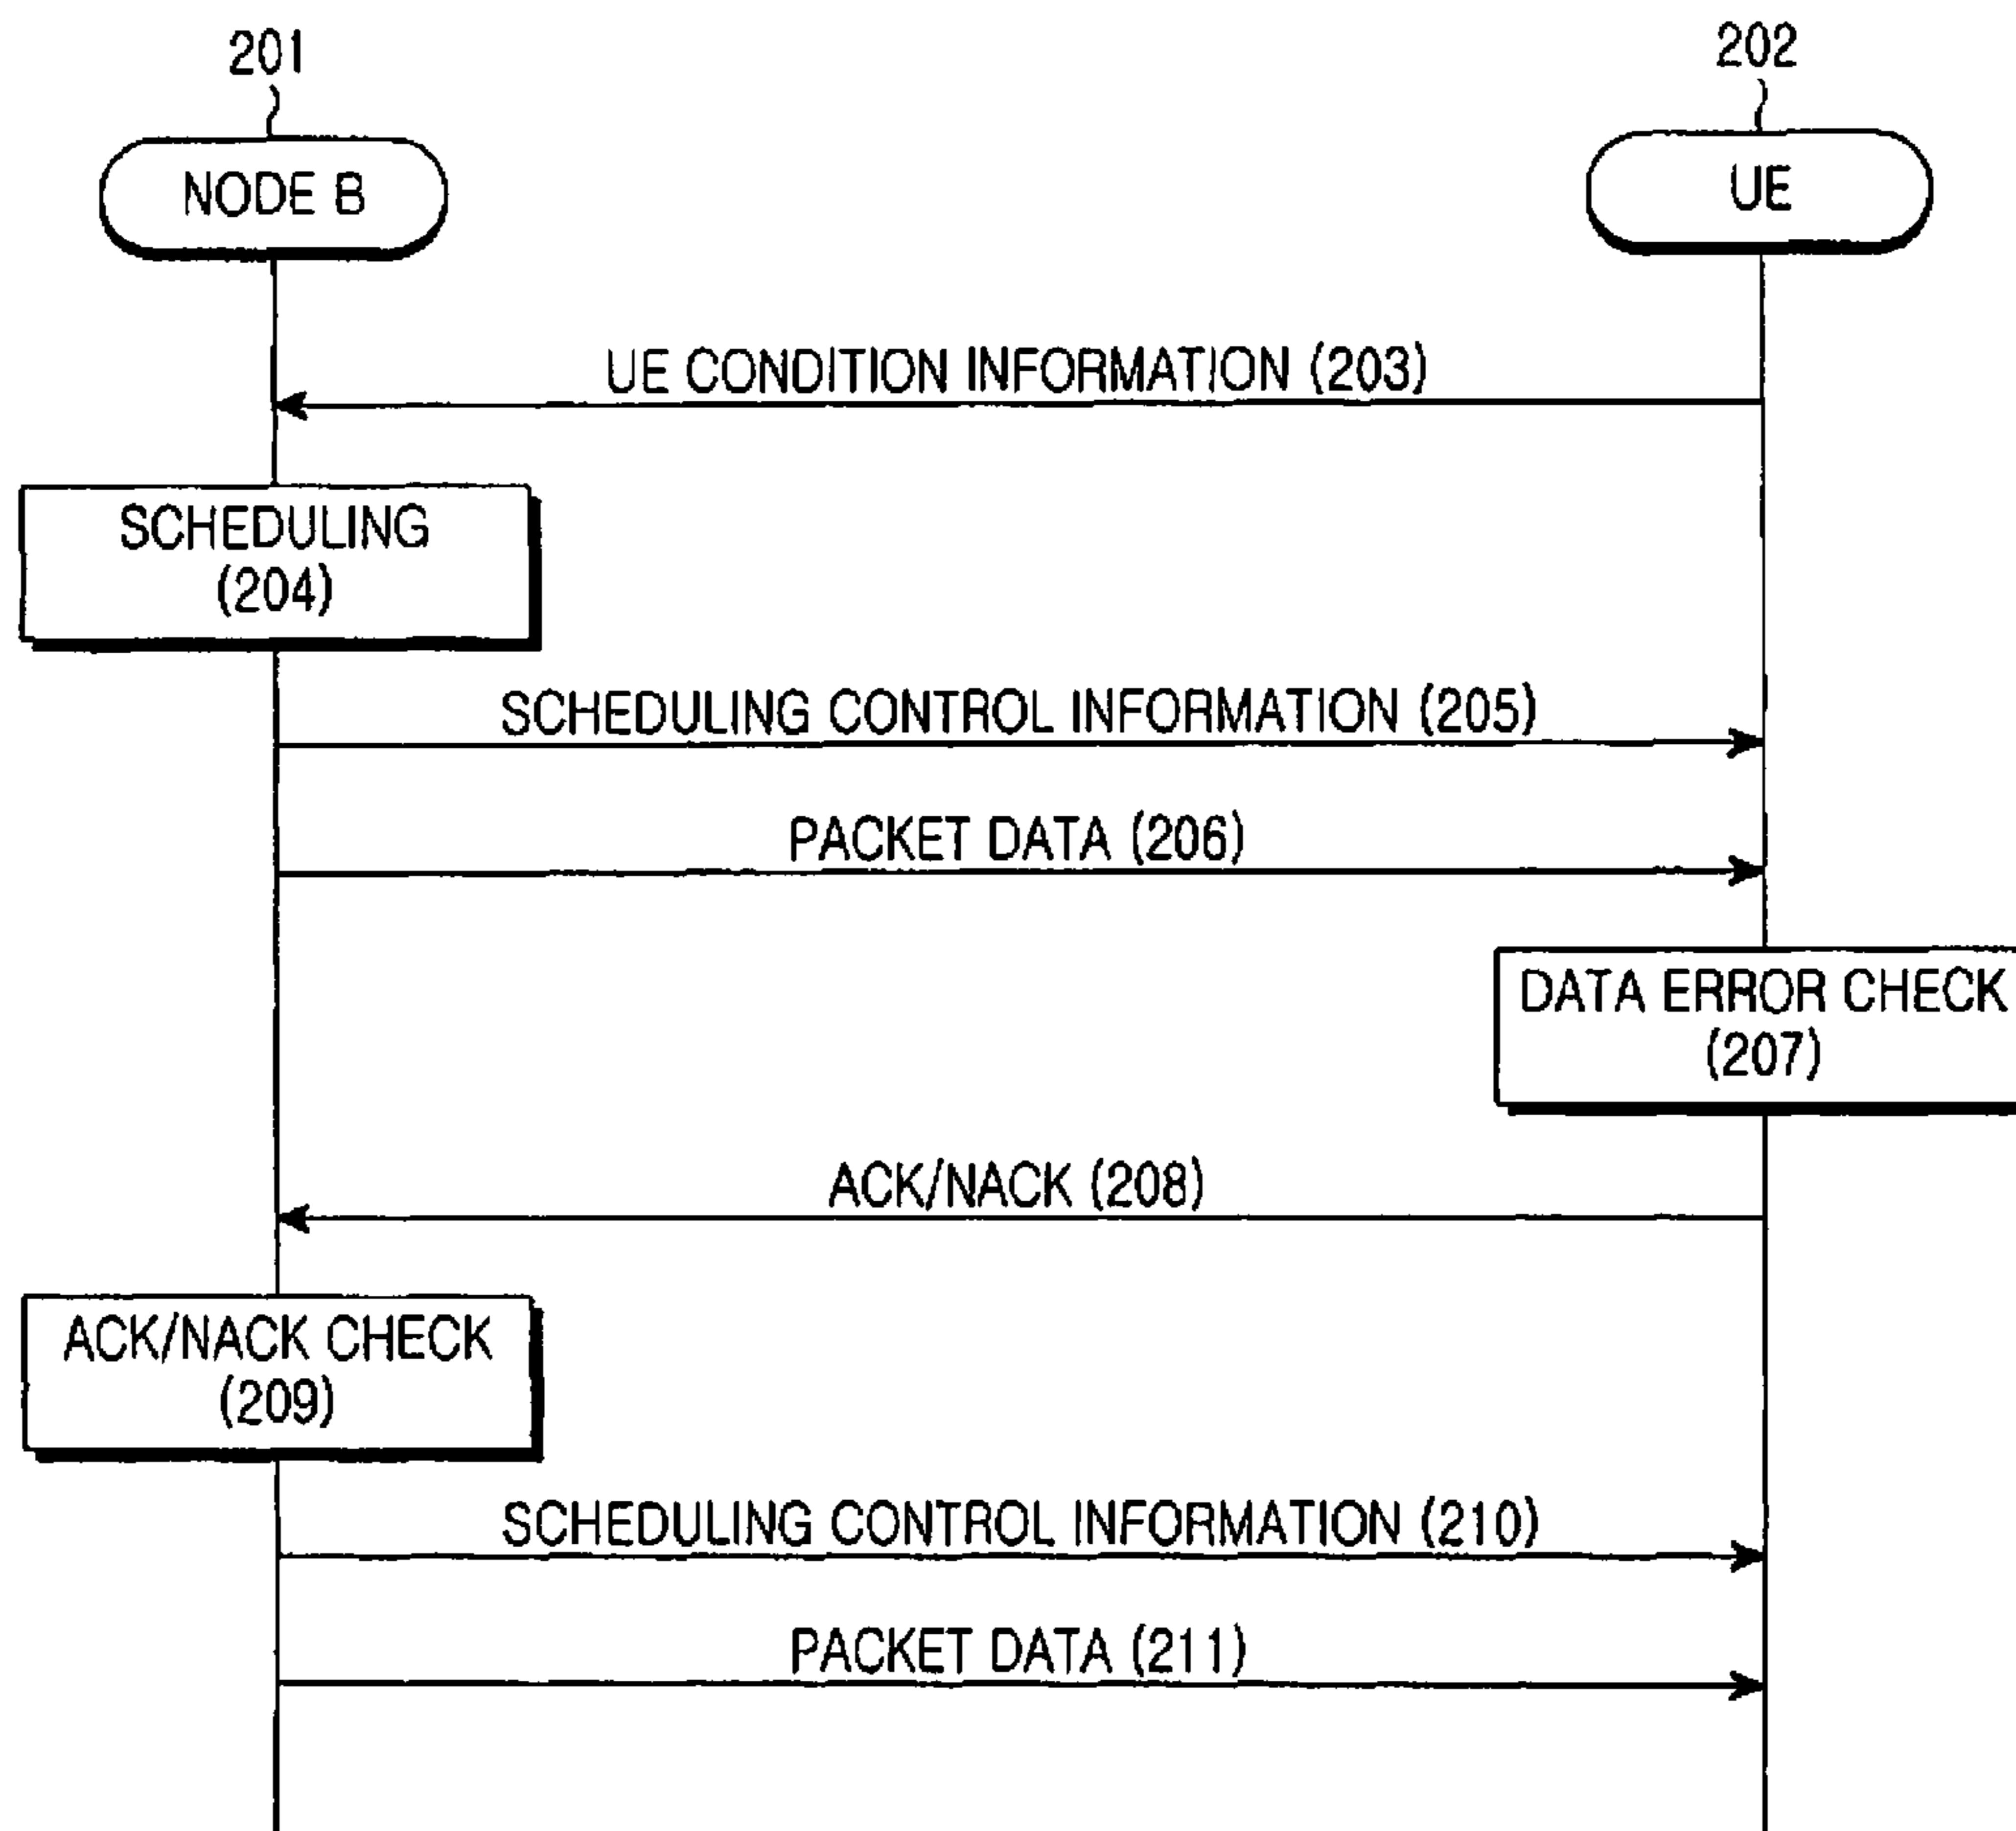 201
202
NODE B
UE
UE CONDITION INFORMATION (203)
SCHEDULING
(204)
SCHEDULING CONTROL INFORMATION (205)
PACKET DATA (206)
DATA ERROR CHECK
(207)
ACK/NACK (208)
ACK/NACK CHECK
(209)
SCHEDULING CONTROL INFORMATION (210)
PACKET DATA (211)